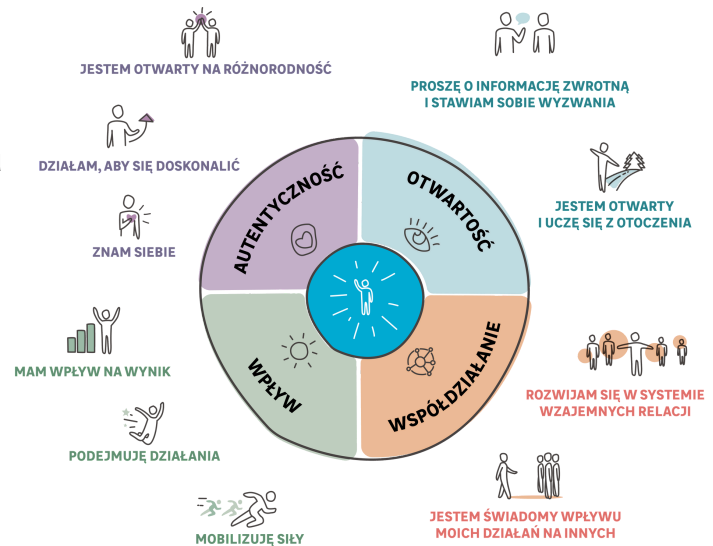 JESTEM OTWARTY NA RÓŻNORODNOŚĆ
PROSZĘ O INFORMACJĘ ZWROTNĄ
I STAWIAM SOBIE WYZWANIA
DZIAŁAM, ABY SIĘ DOSKONALIĆ
AUTENTYCZNOŚĆ
OTWARTOŚĆ
JESTEM OTWARTY
I UCZĘ SIĘ Z OTOCZENIA
ZNAM SIEBIE
MAM WPŁYW NA WYNIK
WPŁYW
WSPÓŁDZIAŁANIE
ROZWIJAM SIĘ W SYSTEMIE
WZAJEMNYCH RELACJI
PODEJMUJĘ DZIAŁANIA
JESTEM ŚWIADOMY WPŁYWU
MOICH DZIAŁAŃ NA INNYCH
MOBILIZUJĘ SIŁY